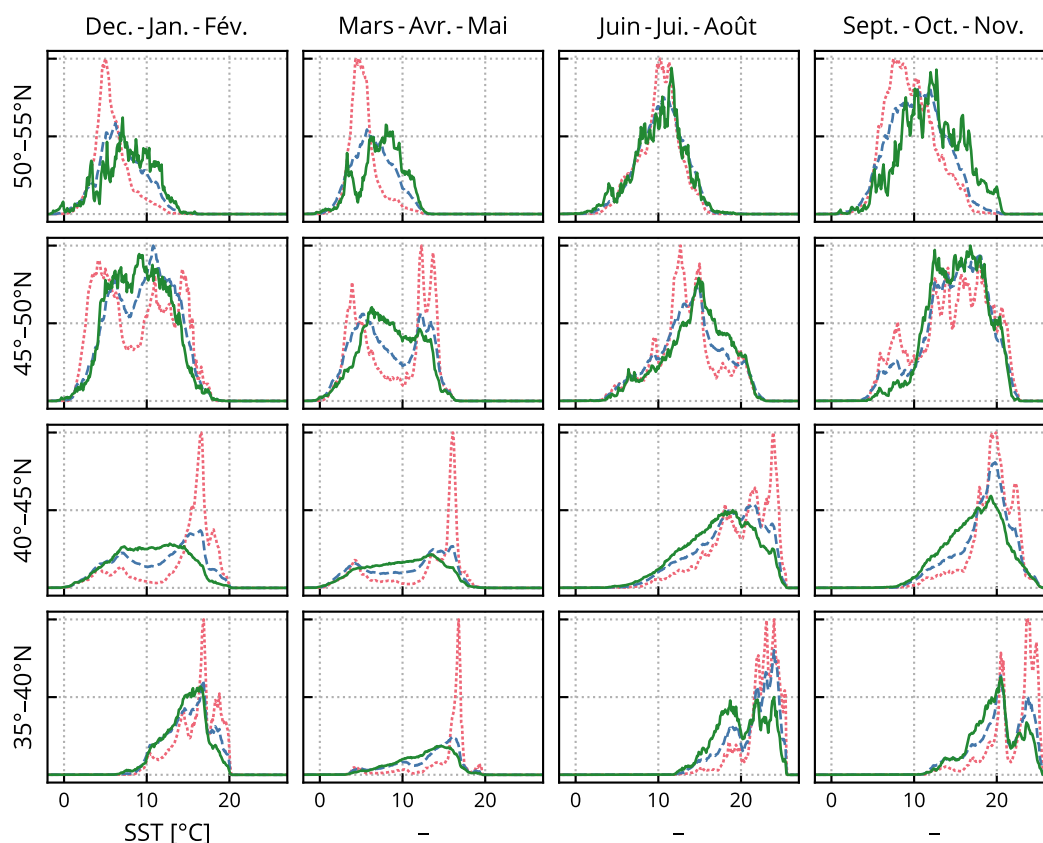 Dec. - Jan. - Fév. Mars - Avr. - Mai Juin - Jui. - Août Sept. - Oct. - Nov.
50°–55°N
45°–50°N
40°–45°N
35°–40°N
0 10 20 0 10 20 0 10 20 0 10 20
SST [°C] – – –